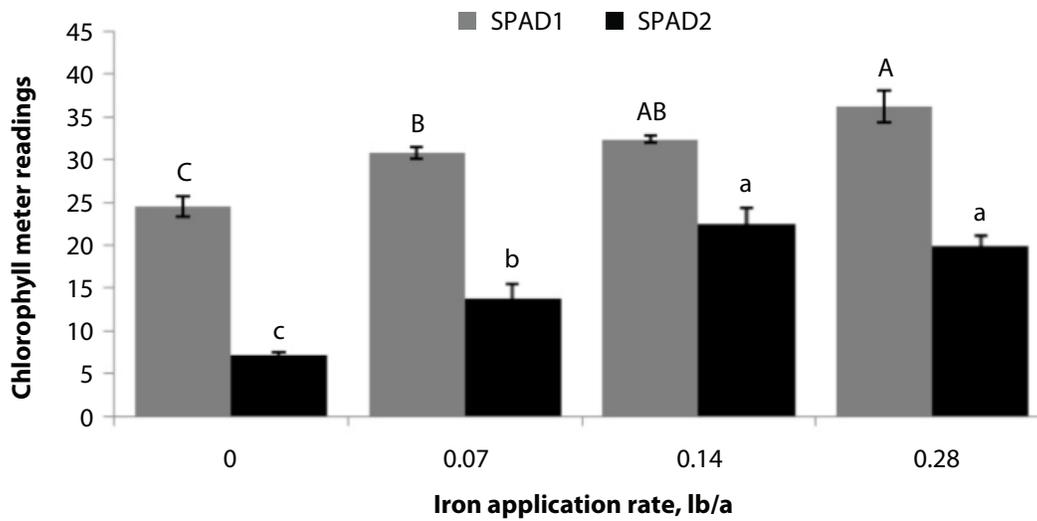 SPAD1 SPAD2
Chlorophyll meter readings
45
40
35
30
25
20
15
10
5
0
C
c
B
b
AB
a
A
a
0 0.07 0.14 0.28
Iron application rate, lb/a